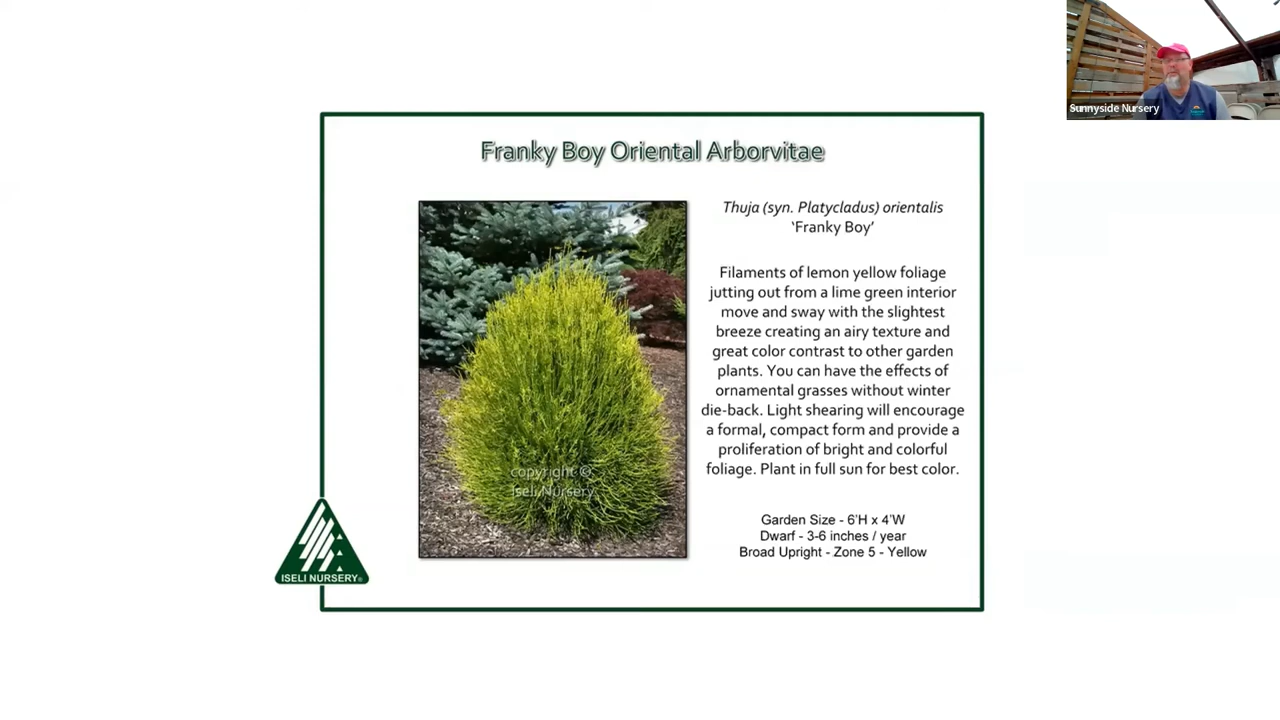 Sunnyside Nursery
Franky Boy Oriental Arborvitae
Thuja (syn. Platycladus) orientalis
‘Franky Boy’
Filaments of lemon yellow foliage
jutting out from a lime green interior
move and sway with the slightest
breeze creating an airy texture and
great color contrast to other garden
plants. You can have the effects of
ornamental grasses without winter
die-back. Light shearing will encourage
a formal, compact form and provide a
proliferation of bright and colorful
foliage. Plant in full sun for best color.
copyright ©
Iseli Nursery
Garden Size - 6’H x 4’W
Dwarf - 3-6 inches / year
Broad Upright - Zone 5 - Yellow
ISELI NURSERY®